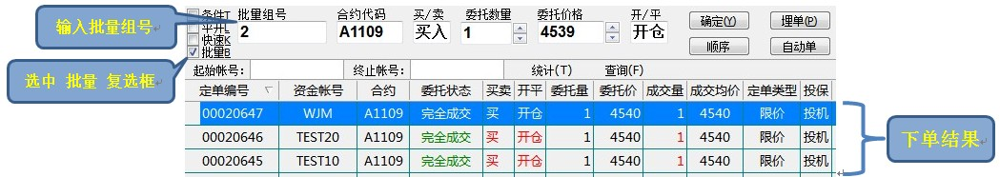 输入批量组号
选中 批量 复选框
条件T 批量组号 合约代码 买/卖 委托数量 委托价格 开/平
平开L
快速K
批量B
2 A1109 买入 1 4539 开仓
确定(Y) 埋单(P)
顺序 自动单
起始帐号: 终止帐号: 统计(T) 查询(F)
定单编号 资金帐号 合约 委托状态 买卖 开平 委托量 委托价 成交量 成交均价 定单类型 投保
00020647 WJM A1109 完全成交 买 开仓 1 4540 1 4540 限价 投机
00020646 TEST20 A1109 完全成交 买 开仓 1 4540 1 4540 限价 投机
00020645 TEST10 A1109 完全成交 买 开仓 1 4540 1 4540 限价 投机
下单结果